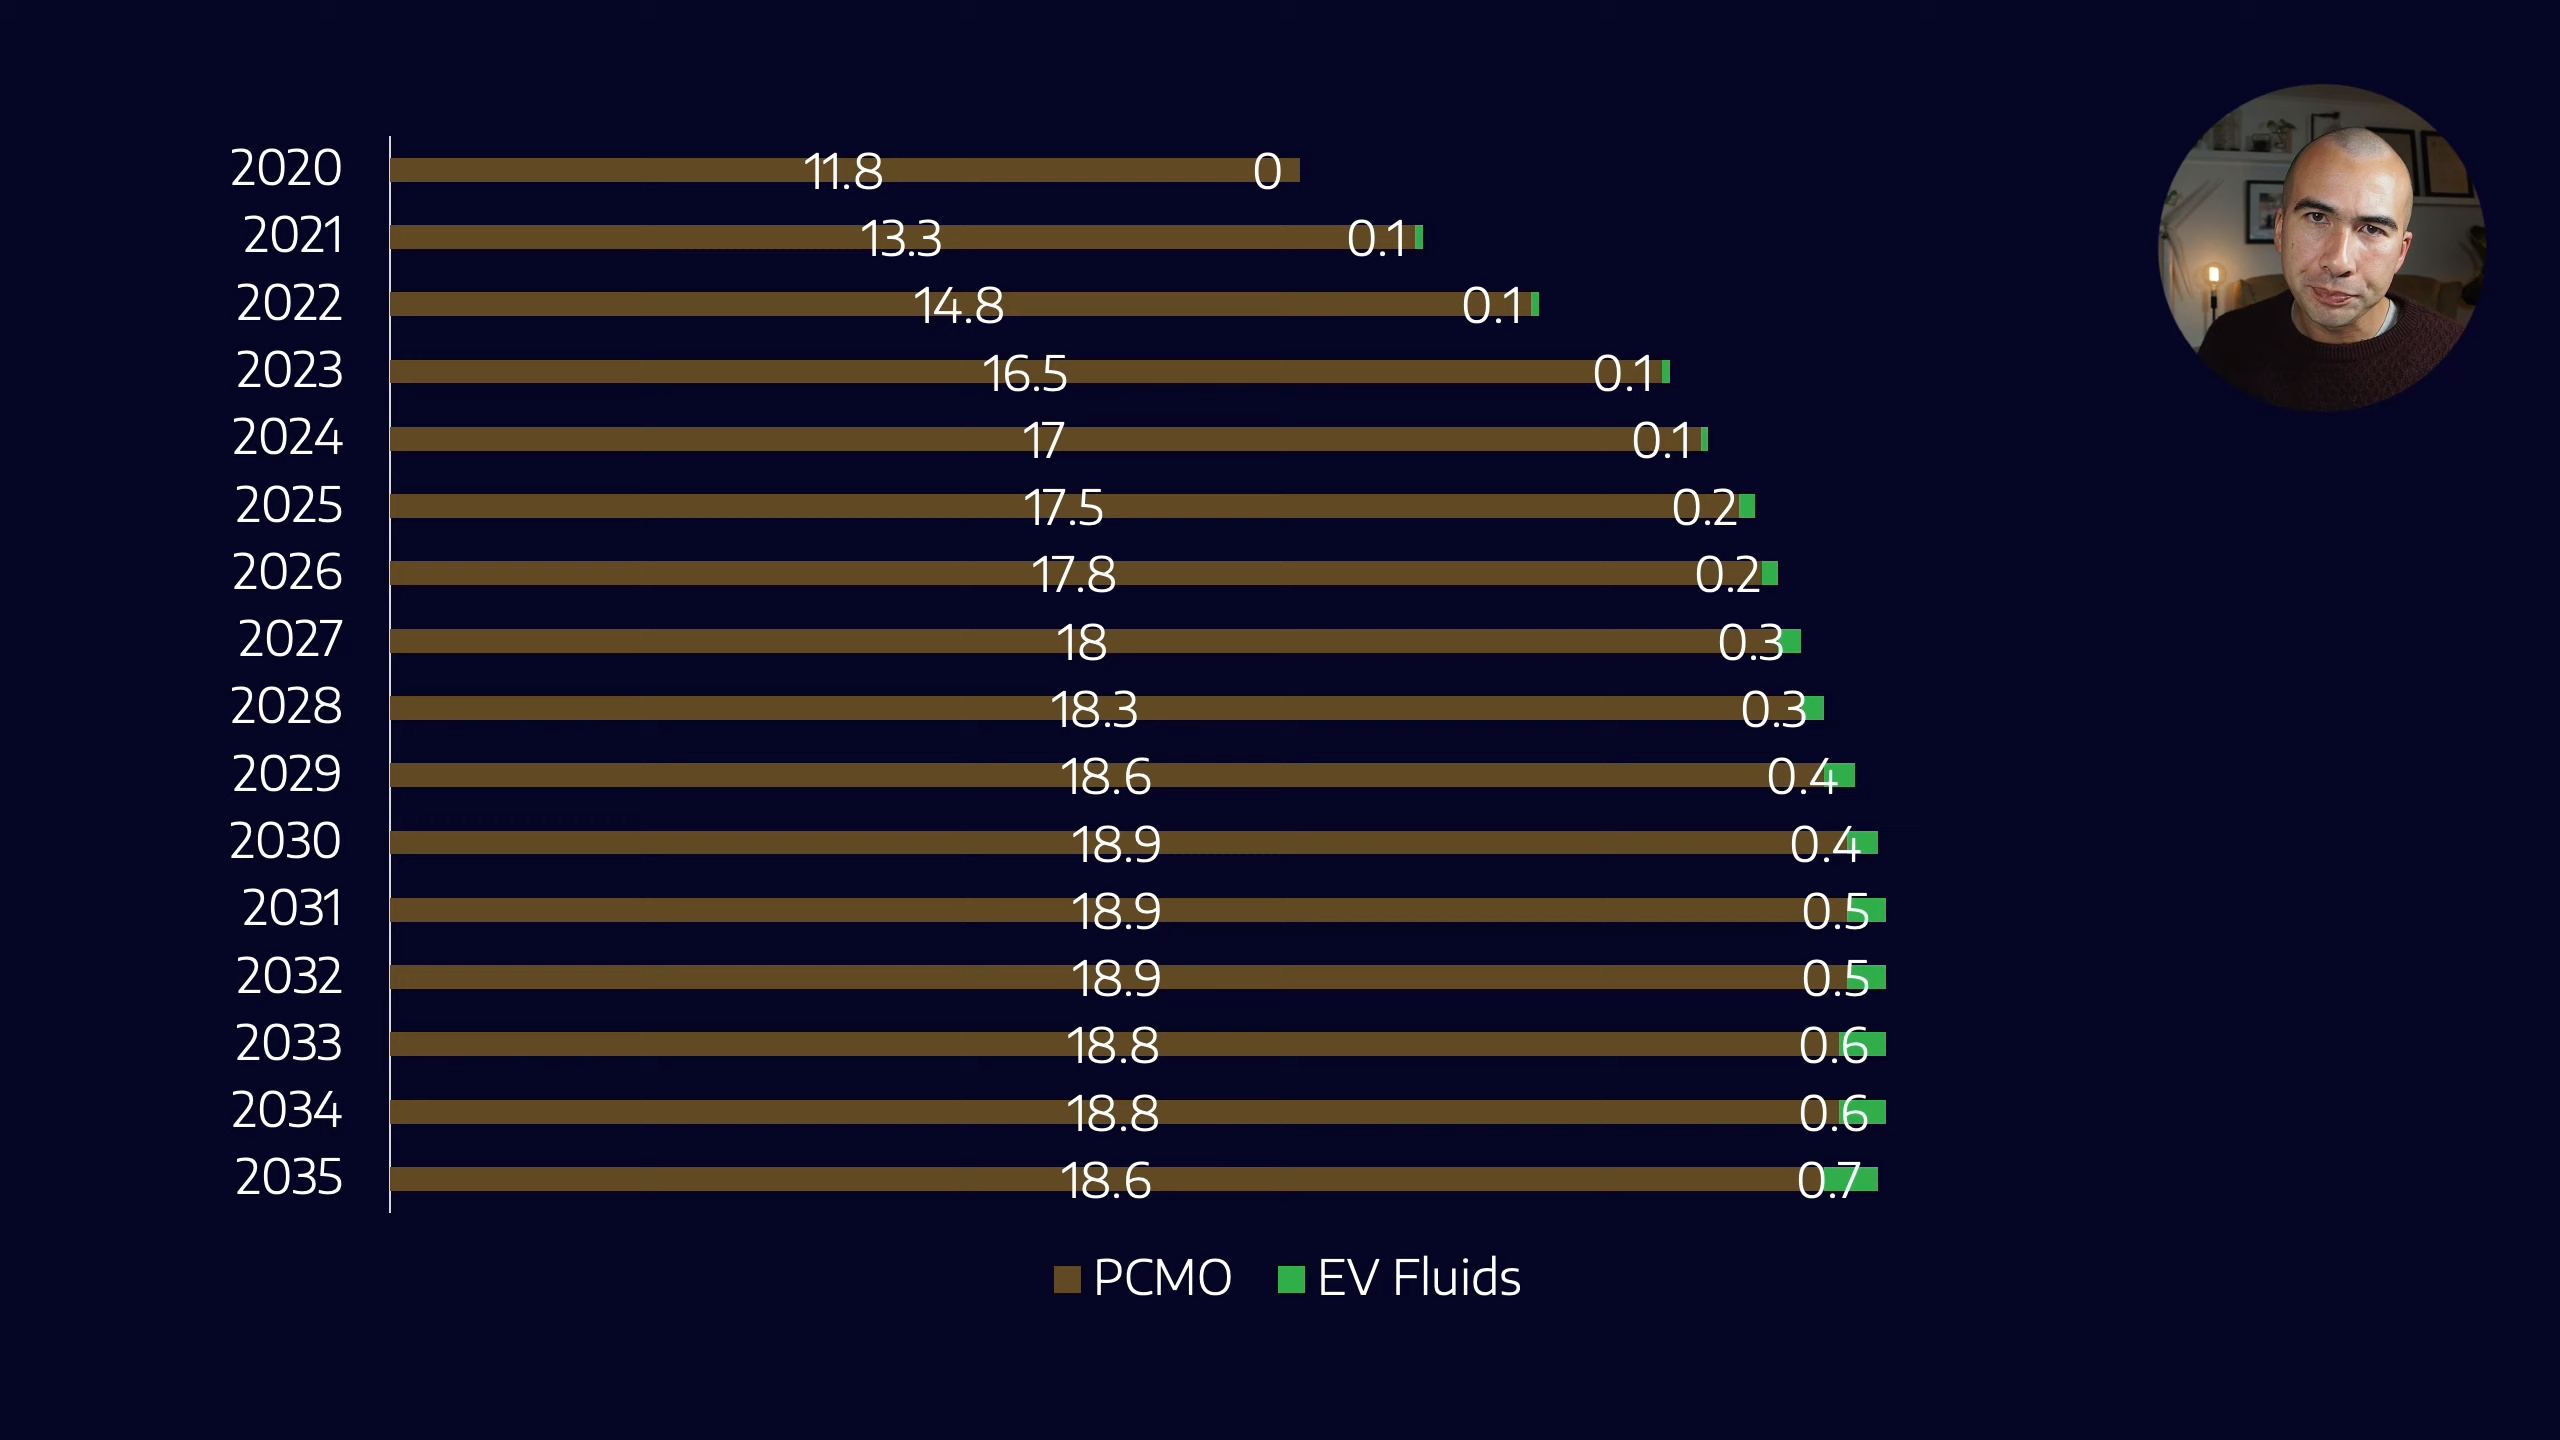 2020 11.8 0
2021 13.3 0.1
2022 14.8 0.1
2023 16.5 0.1
2024 17 0.1
2025 17.5 0.2
2026 17.8 0.2
2027 18 0.3
2028 18.3 0.3
2029 18.6 0.4
2030 18.9 0.4
2031 18.9 0.5
2032 18.9 0.5
2033 18.8 0.6
2034 18.8 0.6
2035 18.6 0.7
PCMO EV Fluids